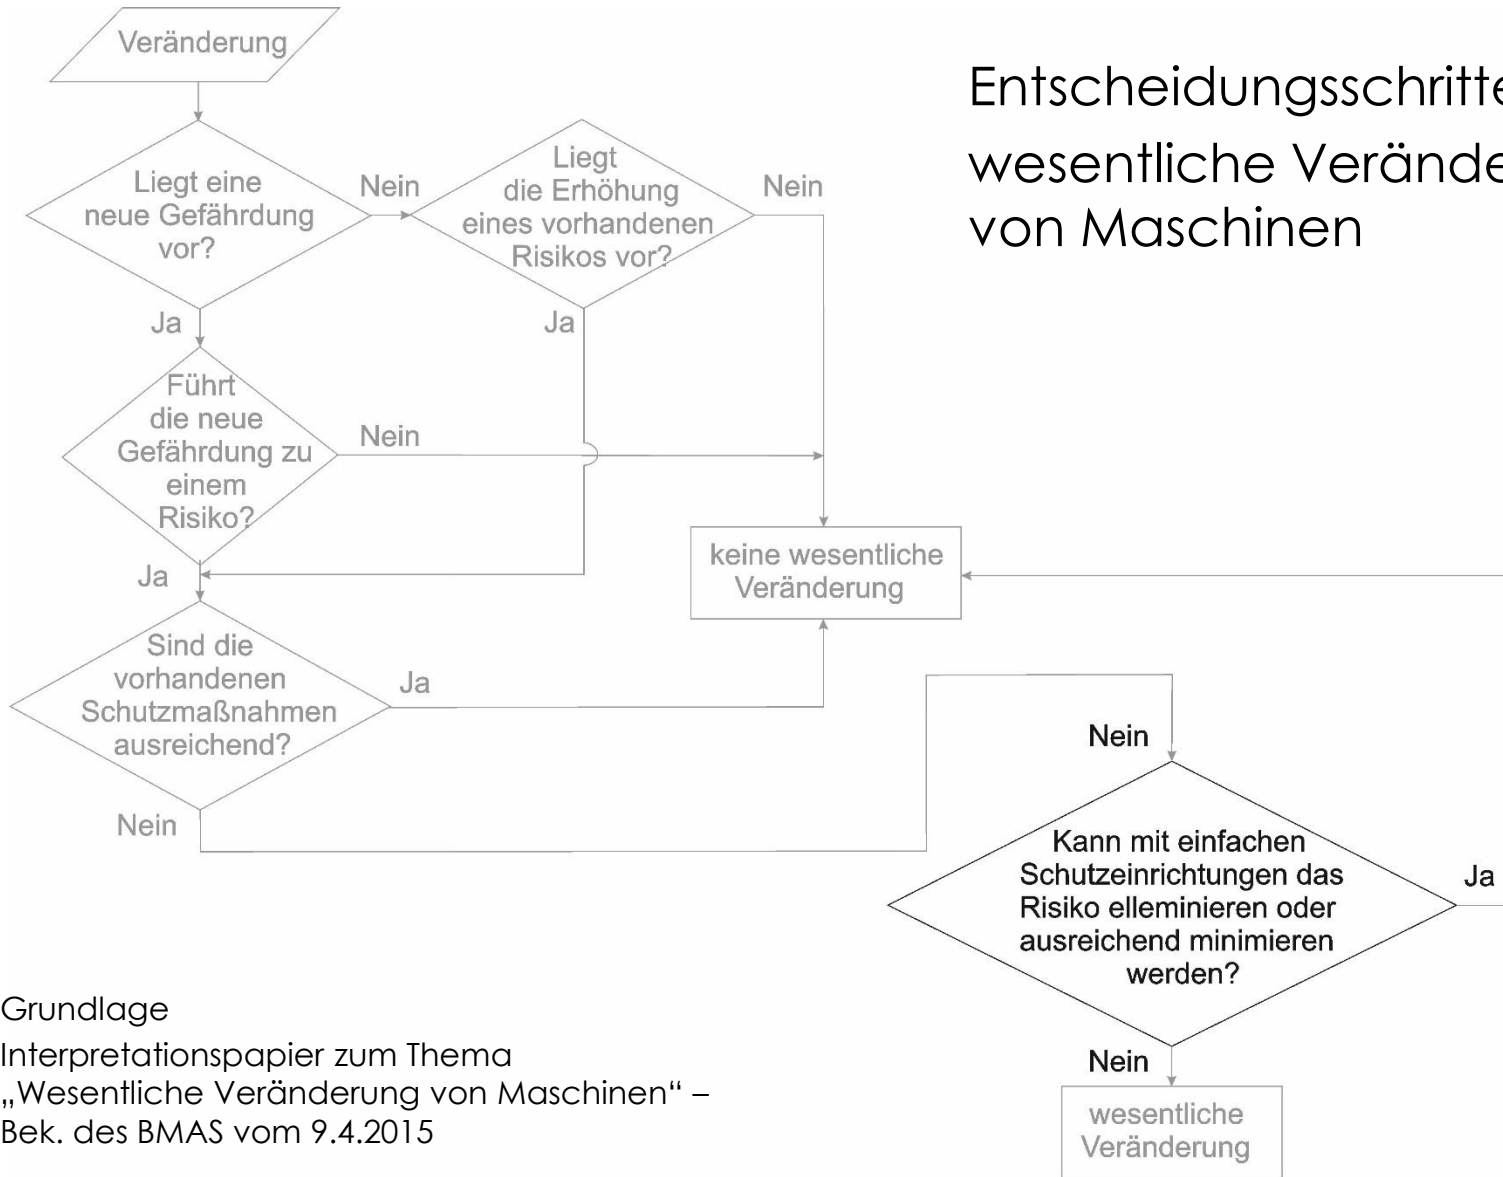 Veränderung
Entscheidungsschritte
wesentliche Verände
von Maschinen
Liegt eine
neue Gefährdung
vor?
Nein
Liegt
die Erhöhung
eines vorhandenen
Risikos vor?
Nein
Ja
Ja
Führt
die neue
Gefährdung zu
einem
Risiko?
Nein
Ja
keine wesentliche
Veränderung
Sind die
vorhandenen
Schutzmaßnahmen
ausreichend?
Ja
Nein
Nein
Kann mit einfachen
Schutzeinrichtungen das
Risiko elleminieren oder
ausreichend minimieren
werden?
Ja
Nein
wesentliche
Veränderung
Grundlage
Interpretationspapier zum Thema
„Wesentliche Veränderung von Maschinen“ –
Bek. des BMAS vom 9.4.2015